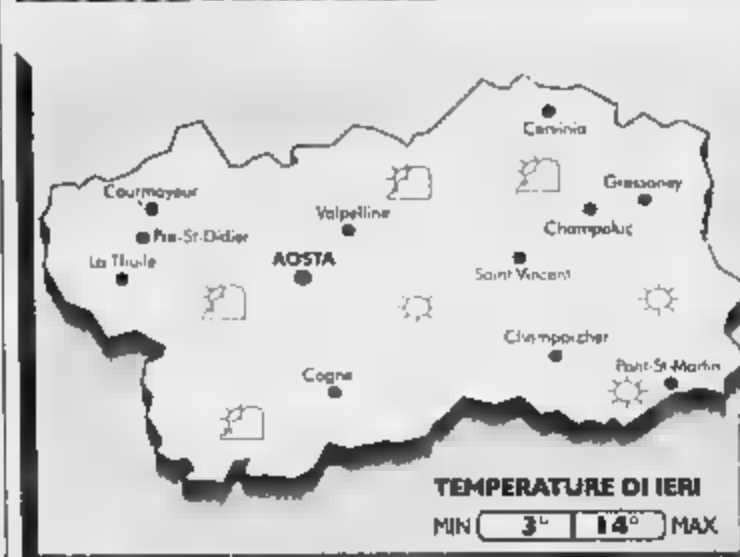 Cervinia
Courmayeur
Gressoney
Valpelline
Champoluc
Pré-St-Didier
La Thuile
AOSTA
Saint Vincent
Champorcher
Pont-St-Martin
Cogne
TEMPERATURE DI IERI
MIN 3° 14° MAX